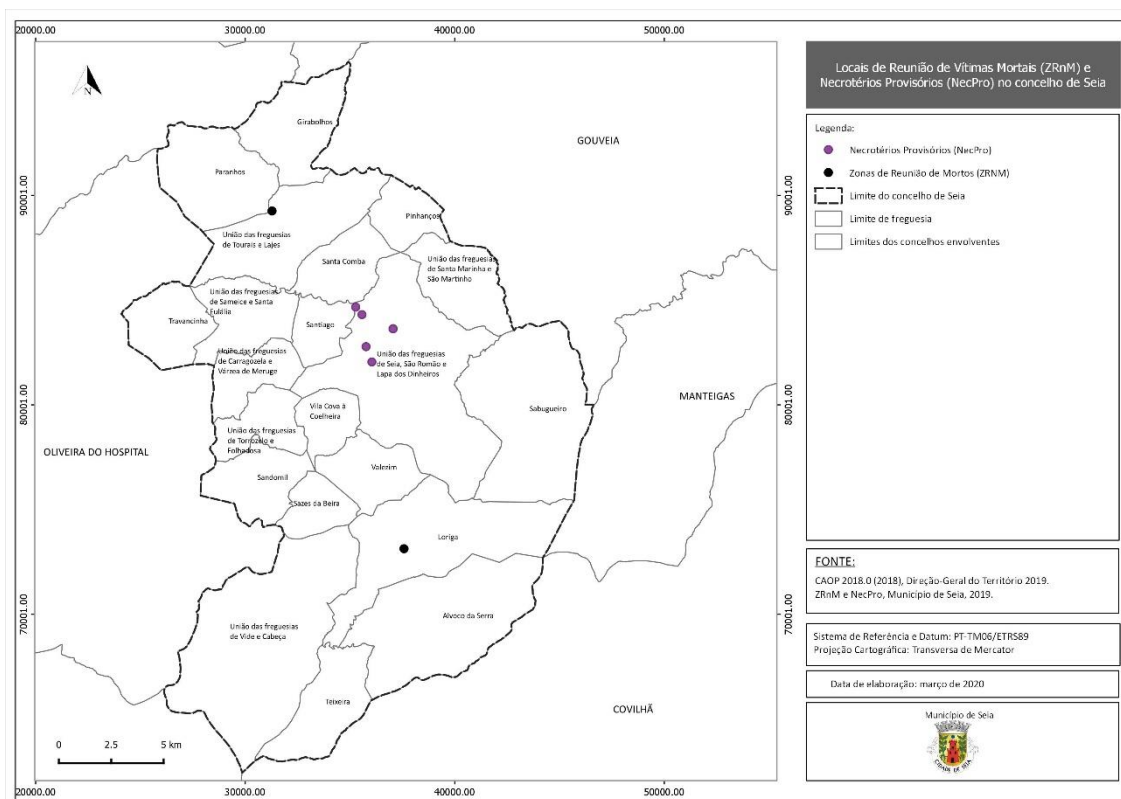 20000.00
30000.00
40000.00
50000.00
Locais de Reunião de Vítimas Mortais (ZRnM) e
Necrotérios Provisórios (NecPro) no concelho de Seia
N
Girabolhos
GOUVEIA
Paranhos
90001.00
90001.00
Pinhanços
União das freguesias
de Tourais e Lajes
Santa Comba
União das freguesias
de Santa Marinha e
São Martinho
União das freguesias
de Sameice e Santa
Eulália
Travancinha
Santiago
União das freguesias
de Carragozela e
Várzea de Meruge
União das freguesias
de Seia, São Romão e
Lapa dos Dinheiros
MANTEIGAS
80001.00
80001.00
Vila Cova à
Coelheira
Sabugueiro
União das freguesias
de Torrozelo e
Folhadosa
OLIVEIRA DO HOSPITAL
Valezim
Sandomil
Sazes da Beira
Loriga
70001.00
70001.00
Alvoco da Serra
União das freguesias
de Vide e Cabeça
Teixeira
COVILHÃ
0 2.5 5 km
20000.00
30000.00
40000.00
50000.00
Legenda:
Necrotérios Provisórios (NecPro)
Zonas de Reunião de Mortos (ZRNM)
Limite do concelho de Seia
Limite de freguesia
Limites dos concelhos envolventes
FONTE:
CAOP 2018.0 (2018), Direção-Geral do Território 2019.
ZRnM e NecPro, Município de Seia, 2019.
Sistema de Referência e Datum: PT-TM06/ETRS89
Projeção Cartográfica: Transversa de Mercator
Data de elaboração: março de 2020
Município de Seia
CIDADE DE SEIA